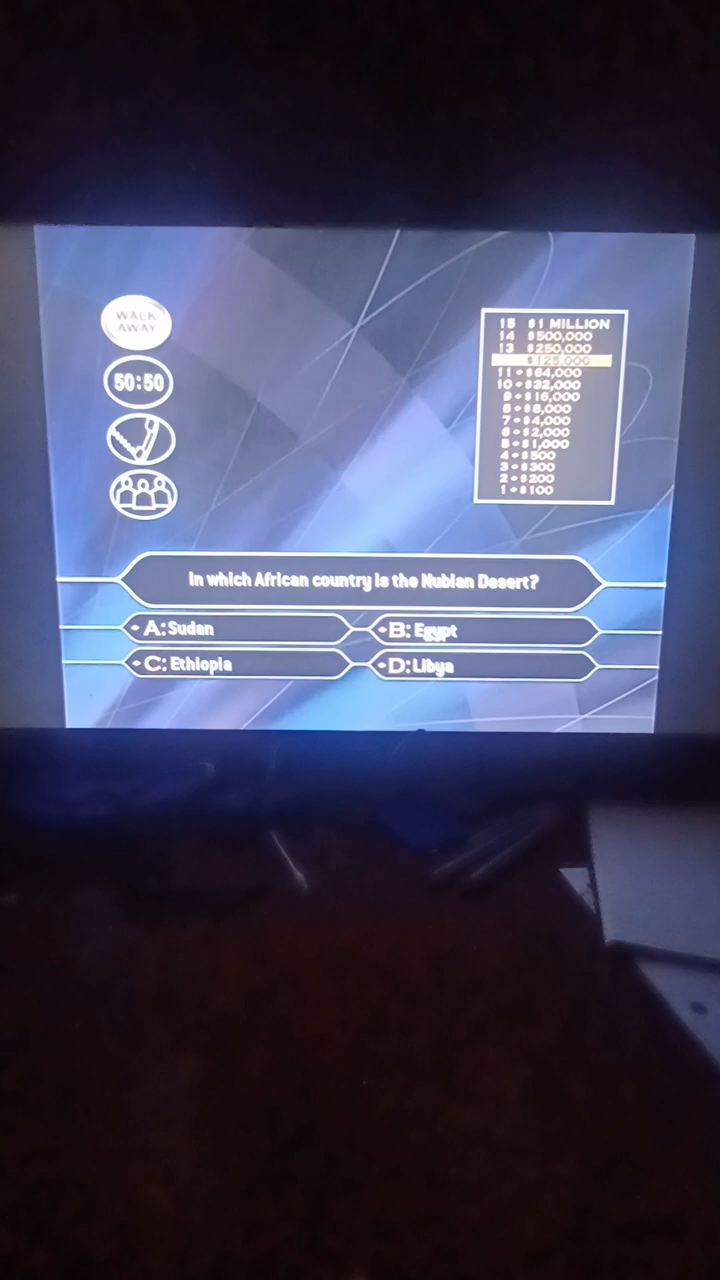 WALK
AWAY
50:50
15 $1 MILLION
14 $500,000
13 $250,000
$125,000
11 $64,000
10 $32,000
9 $16,000
8 $8,000
7 $4,000
6 $2,000
5 $1,000
4 $500
3 $300
2 $200
1 $100
In which African country is the Nubian Desert?
A: Sudan
B: Egypt
C: Ethiopia
D: Libya